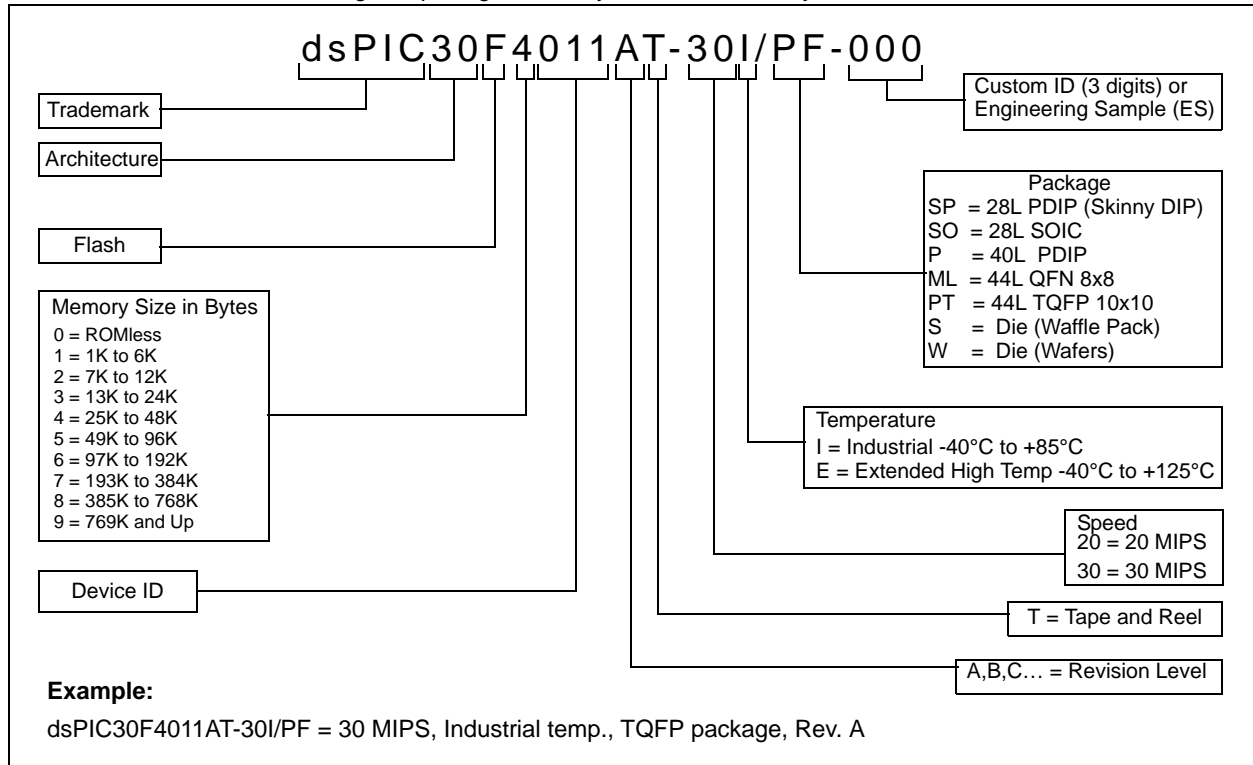 dsPIC30F4011AT-30I/PF-000
Trademark
Architecture
Flash
Memory Size in Bytes
0 = ROMless
1 = 1K to 6K
2 = 7K to 12K
3 = 13K to 24K
4 = 25K to 48K
5 = 49K to 96K
6 = 97K to 192K
7 = 193K to 384K
8 = 385K to 768K
9 = 769K and Up
Device ID
Custom ID (3 digits) or
Engineering Sample (ES)
Package
SP = 28L PDIP (Skinny DIP)
SO = 28L SOIC
P = 40L PDIP
ML = 44L QFN 8x8
PT = 44L TQFP 10x10
S = Die (Waffle Pack)
W = Die (Wafers)
Temperature
I = Industrial -40°C to +85°C
E = Extended High Temp -40°C to +125°C
Speed
20 = 20 MIPS
30 = 30 MIPS
T = Tape and Reel
A,B,C… = Revision Level
Example:
dsPIC30F4011AT-30I/PF = 30 MIPS, Industrial temp., TQFP package, Rev. A